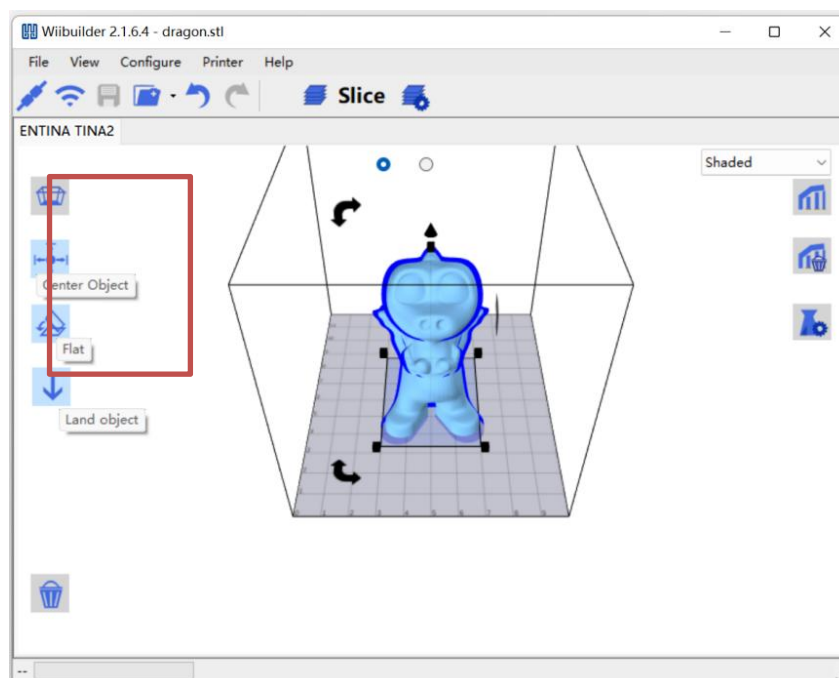 Wiibuilder 2.1.6.4 - dragon.stl
File View Configure Printer Help
Slice
ENTINA TINA2
Shaded
Center Object
Flat
Land object
--